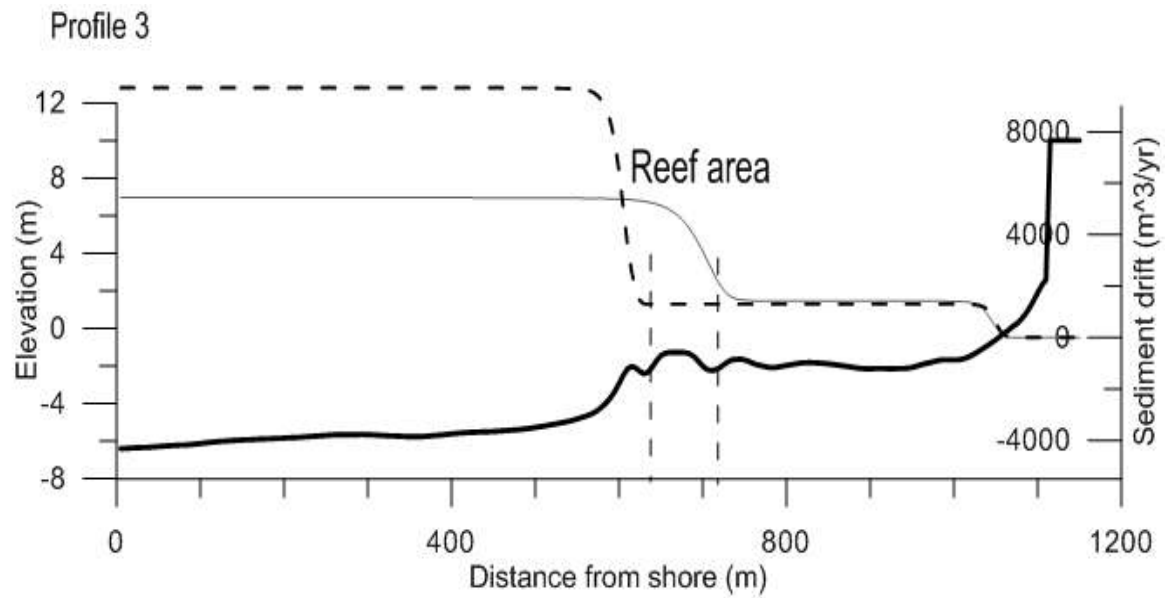 Profile 3
12
8
4
0
-4
-8
Elevation (m)
Reef area
8000
4000
0
-4000
Sediment drift (m^3/yr)
0
400
800
1200
Distance from shore (m)